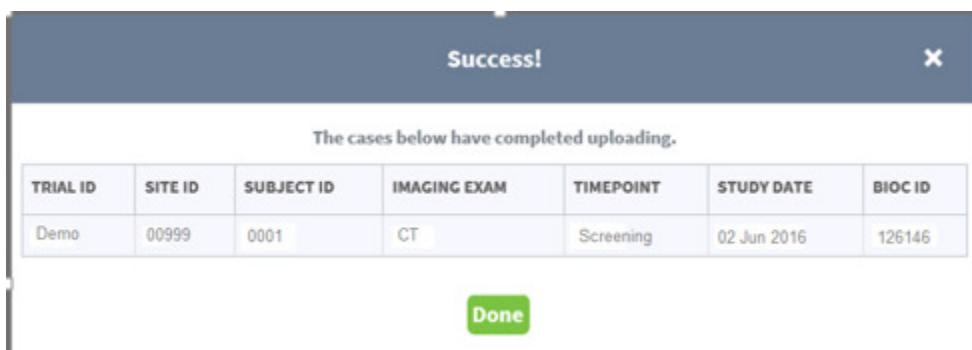 Success!
The cases below have completed uploading.
TRIAL ID SITE ID SUBJECT ID IMAGING EXAM TIMEPOINT STUDY DATE BIOC ID
Demo 00999 0001 CT Screening 02 Jun 2016 126146
Done